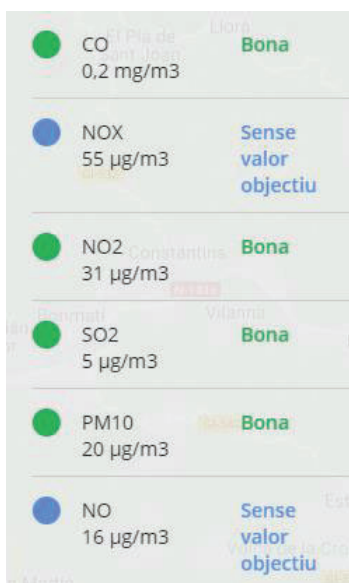 CO Bona
0,2 mg/m3
NOX Sense
55 µg/m3 valor
objectiu
NO2 Bona
31 µg/m3
SO2 Bona
5 µg/m3
PM10 Bona
20 µg/m3
NO Sense
16 µg/m3 valor
objectiu